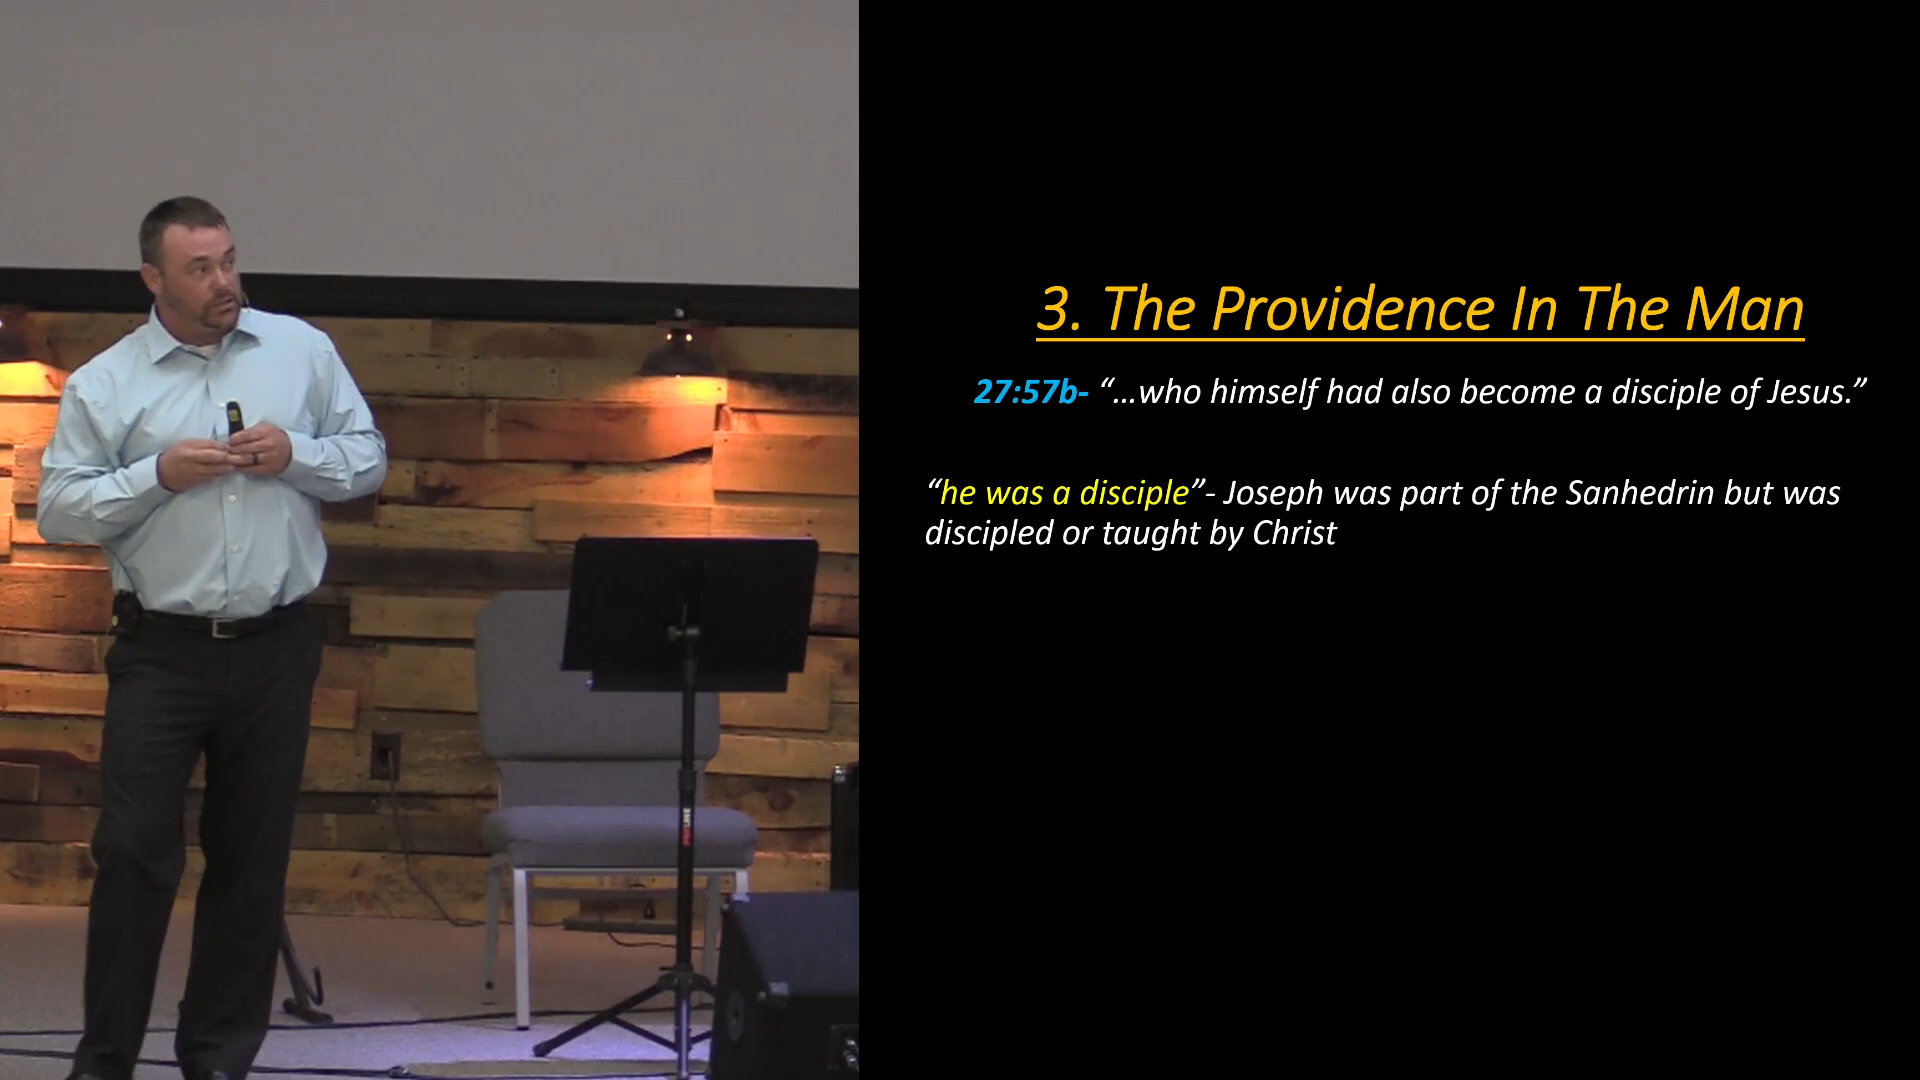 3. The Providence In The Man
27:57b- “…who himself had also become a disciple of Jesus.”
“he was a disciple”- Joseph was part of the Sanhedrin but was
discipled or taught by Christ